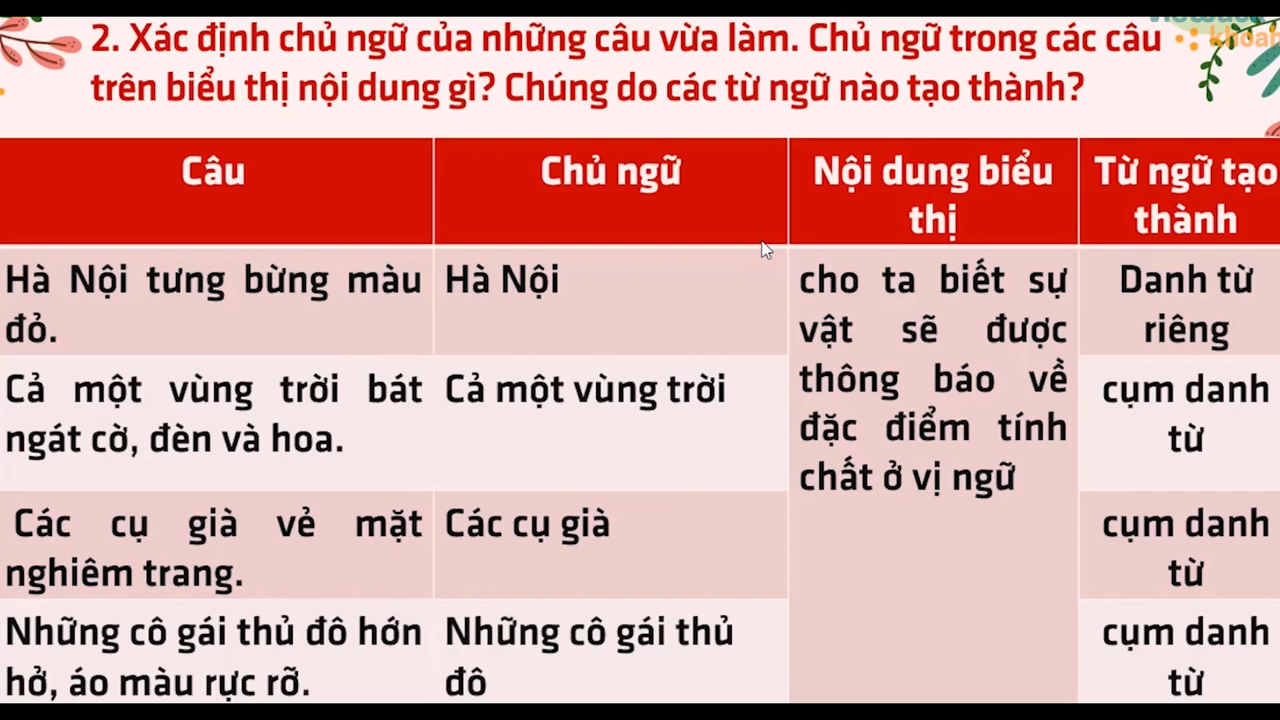 2. Xác định chủ ngữ của những câu vừa làm. Chủ ngữ trong các câu
trên biểu thị nội dung gì? Chúng do các từ ngữ nào tạo thành?
Câu
Chủ ngữ
Nội dung biểu
thị
Từ ngữ tạo
thành
Hà Nội tưng bừng màu
đỏ.
Hà Nội
cho ta biết sự
vật sẽ được
thông báo về
đặc điểm tính
chất ở vị ngữ
Danh từ
riêng
Cả một vùng trời bát
ngát cờ, đèn và hoa.
Cả một vùng trời
cụm danh
từ
Các cụ già vẻ mặt
nghiêm trang.
Các cụ già
cụm danh
từ
Những cô gái thủ đô hớn
hở, áo màu rực rỡ.
Những cô gái thủ
đô
cụm danh
từ